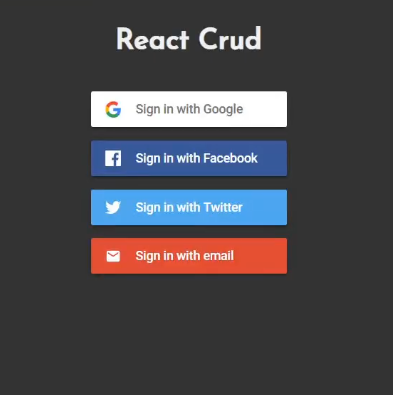 React Crud
Sign in with Google
Sign in with Facebook
Sign in with Twitter
Sign in with email